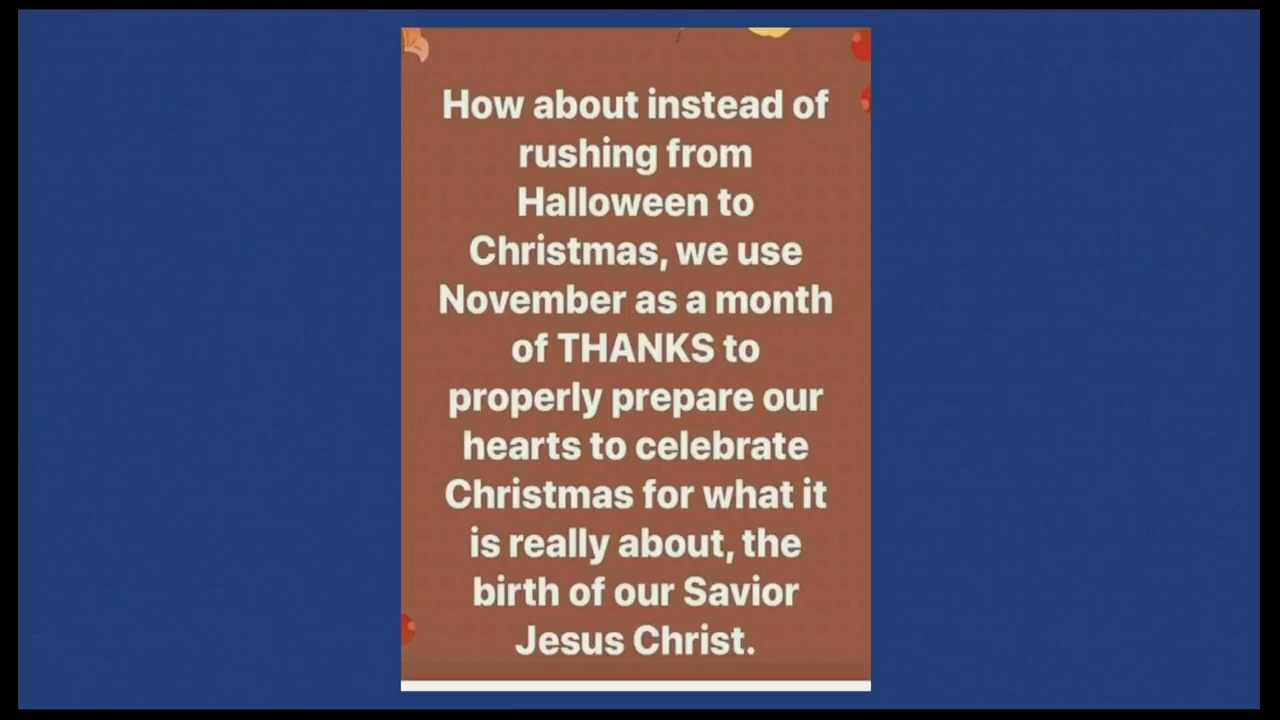 How about instead of
rushing from
Halloween to
Christmas, we use
November as a month
of THANKS to
properly prepare our
hearts to celebrate
Christmas for what it
is really about, the
birth of our Savior
Jesus Christ.